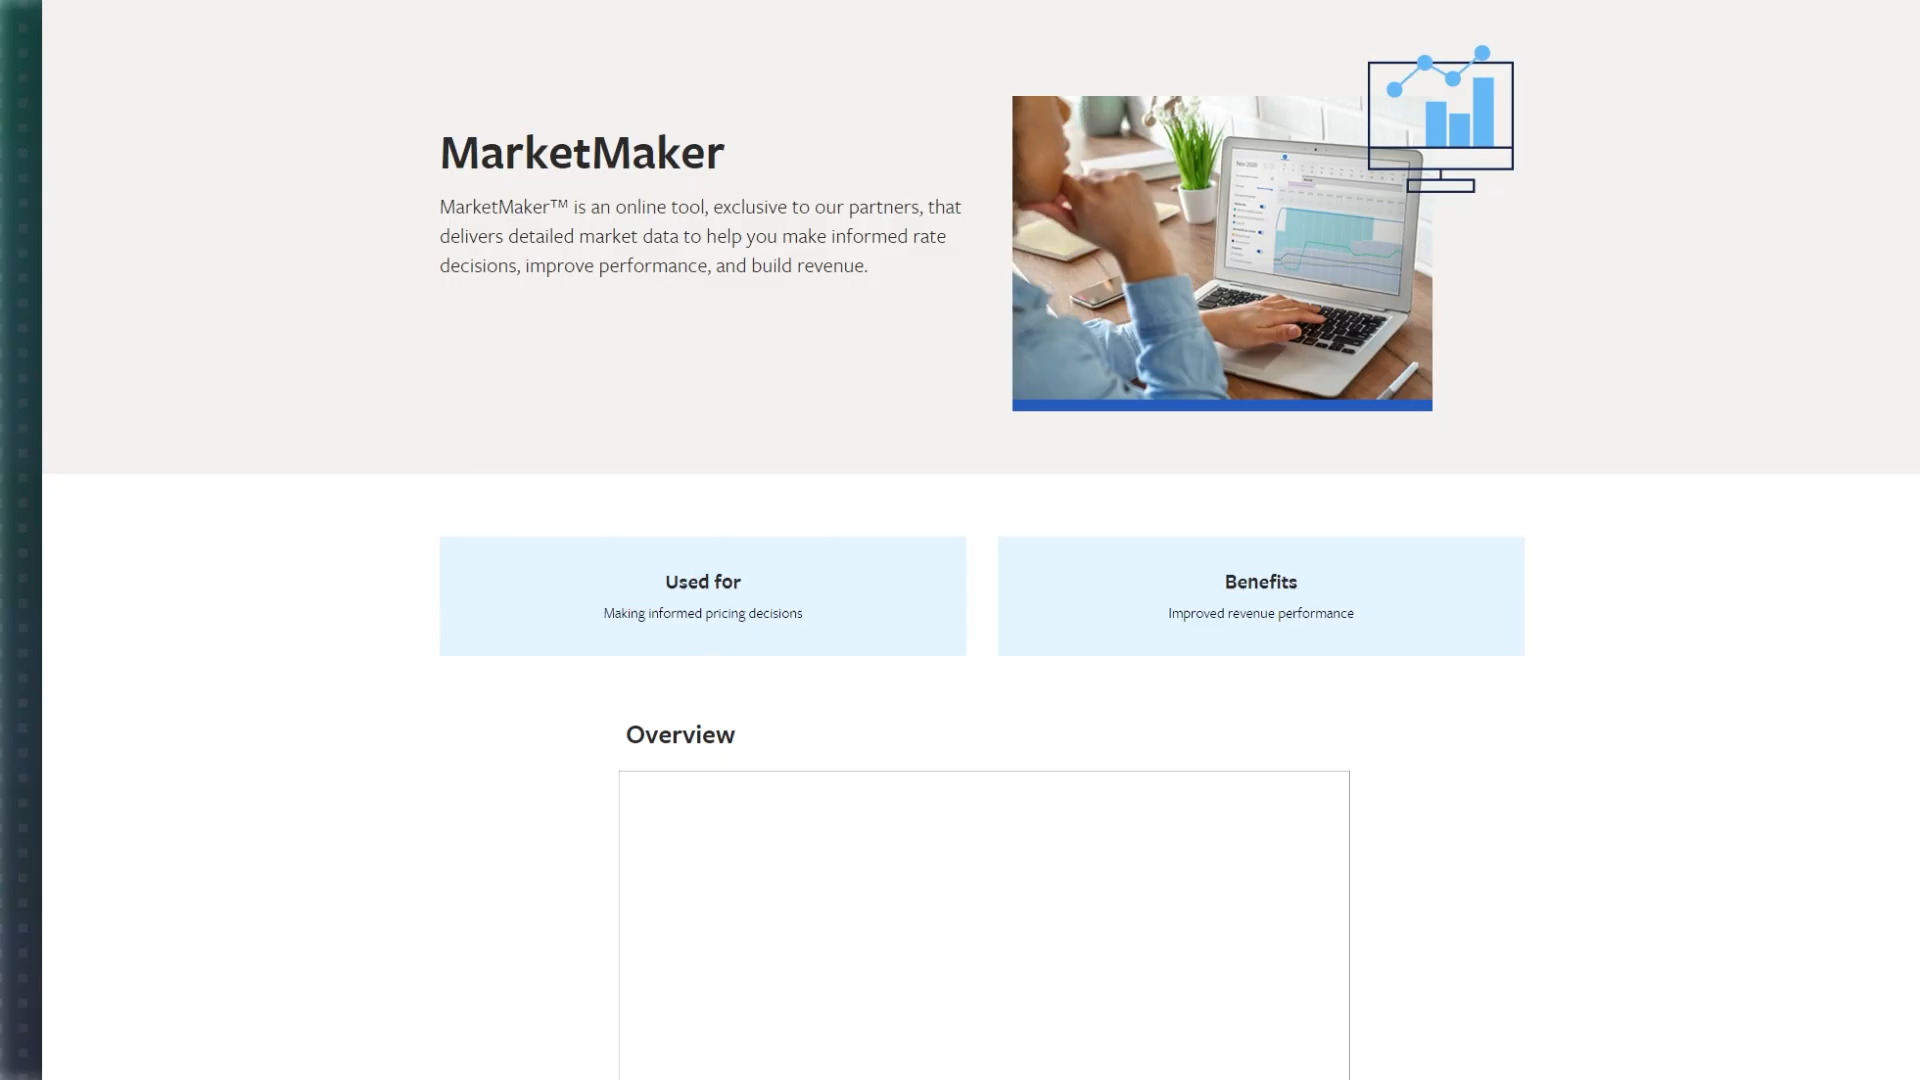 MarketMaker
MarketMaker™ is an online tool, exclusive to our partners, that
delivers detailed market data to help you make informed rate
decisions, improve performance, and build revenue.
Nov 2020
Used for
Making informed pricing decisions
Benefits
Improved revenue performance
Overview